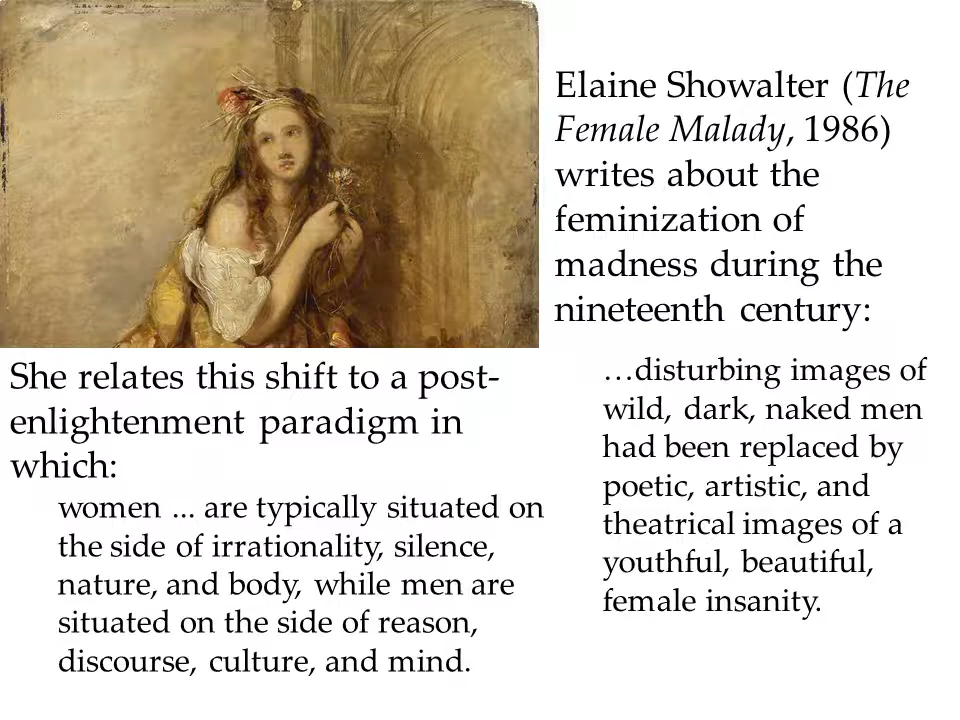 Elaine Showalter (The
Female Malady, 1986)
writes about the
feminization of
madness during the
nineteenth century:
…disturbing images of
wild, dark, naked men
had been replaced by
poetic, artistic, and
theatrical images of a
youthful, beautiful,
female insanity.
She relates this shift to a post-
enlightenment paradigm in
which:
women ... are typically situated on
the side of irrationality, silence,
nature, and body, while men are
situated on the side of reason,
discourse, culture, and mind.